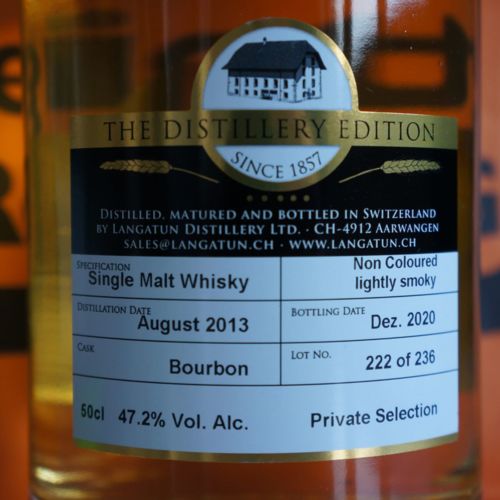 THE DISTILLERY EDITION
SINCE 1857
DISTILLED, MATURED AND BOTTLED IN SWITZERLAND
BY LANGATUN DISTILLERY LTD. · CH-4912 AARWANGEN
SALES@LANGATUN.CH · WWW.LANGATUN.CH
SPECIFICATION
Single Malt Whisky
Non Coloured
lightly smoky
DISTILLATION DATE
August 2013
BOTTLING DATE
Dez. 2020
CASK
Bourbon
LOT NO.
222 of 236
50cl 47.2% Vol. Alc. Private Selection